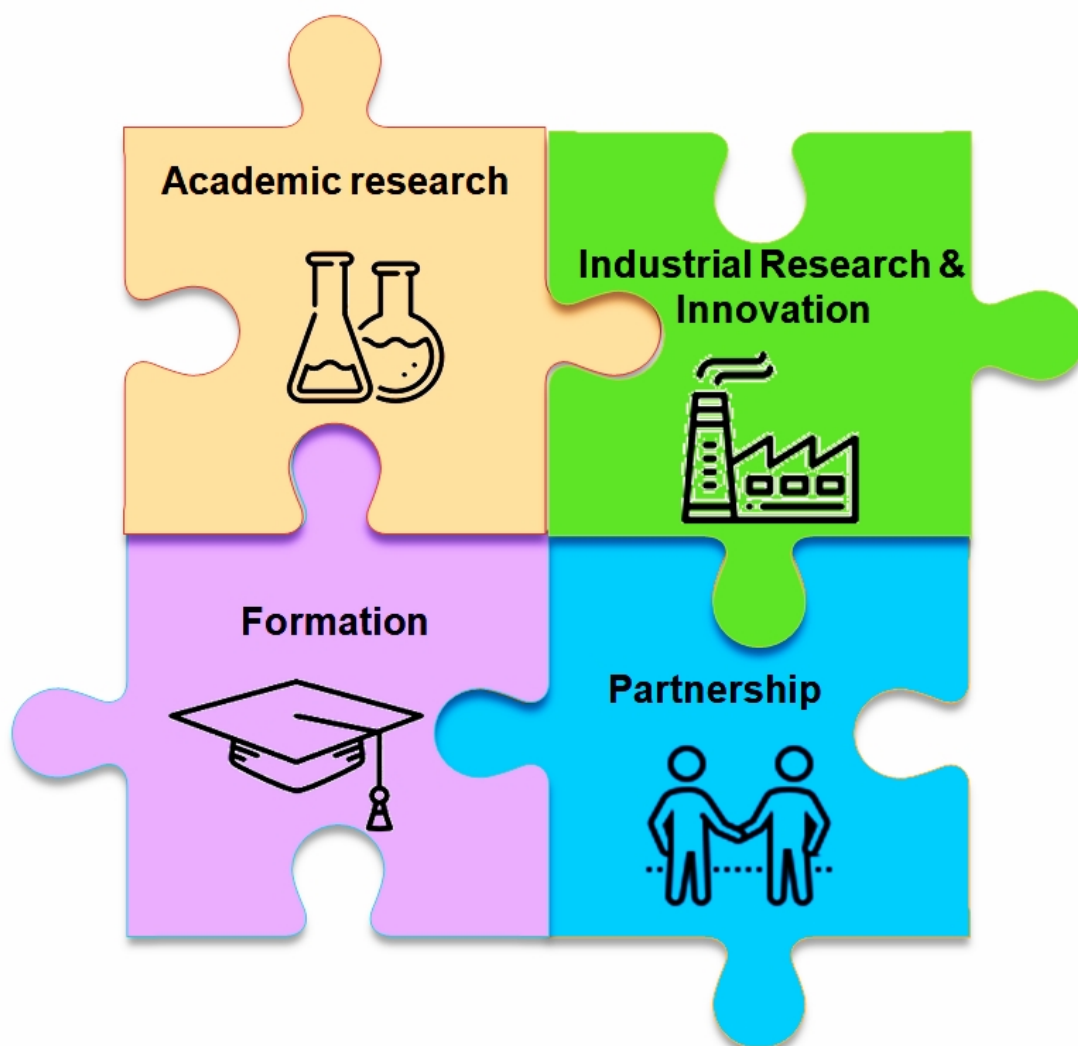 Academic research
Industrial Research &
Innovation
Formation
Partnership